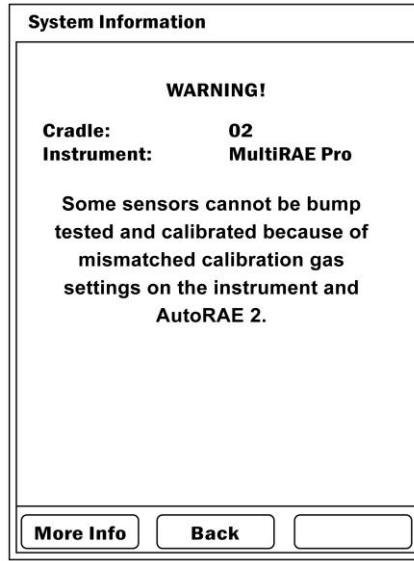 System Information
WARNING!
Cradle: 02
Instrument: MultiRAE Pro
Some sensors cannot be bump
tested and calibrated because of
mismatched calibration gas
settings on the instrument and
AutoRAE 2.
More Info Back